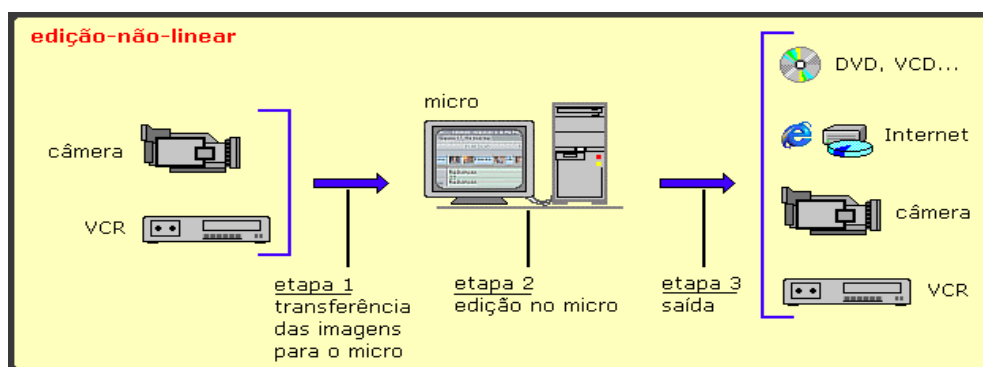 edição-não-linear
câmera
VCR
micro
DVD, VCD...
Internet
câmera
VCR
etapa 1
transferência
das imagens
para o micro
etapa 2
edição no micro
etapa 3
saída